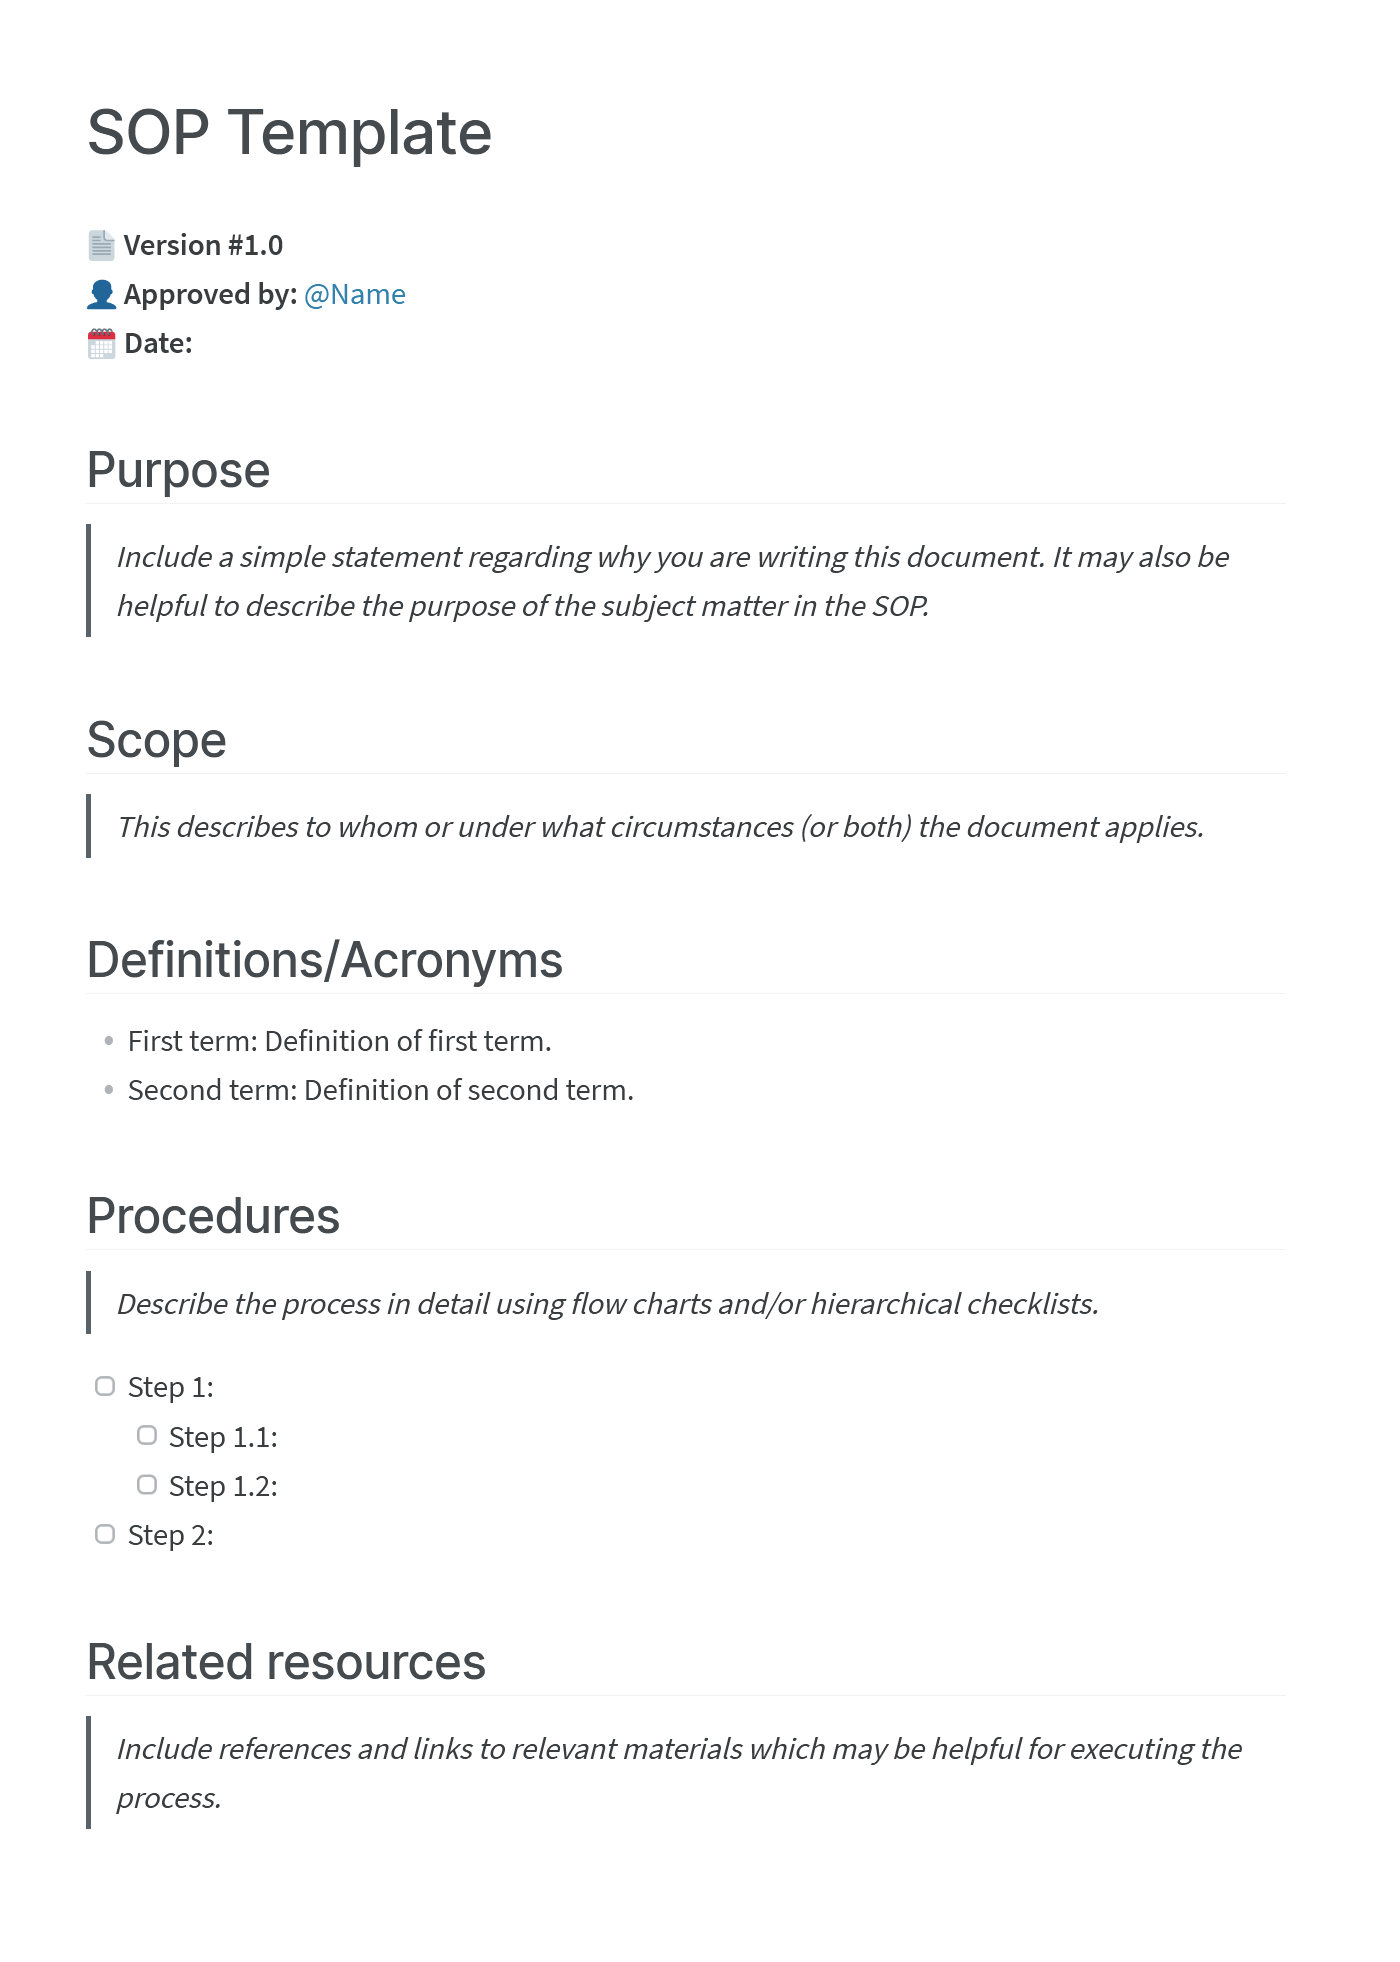 SOP Template
Version #1.0
Approved by: @Name
Date:
Purpose
Include a simple statement regarding why you are writing this document. It may also be
helpful to describe the purpose of the subject matter in the SOP.
Scope
This describes to whom or under what circumstances (or both) the document applies.
Definitions/Acronyms
First term: Definition of first term.
Second term: Definition of second term.
Procedures
Describe the process in detail using flow charts and/or hierarchical checklists.
Step 1:
Step 1.1:
Step 1.2:
Step 2:
Related resources
Include references and links to relevant materials which may be helpful for executing the
process.